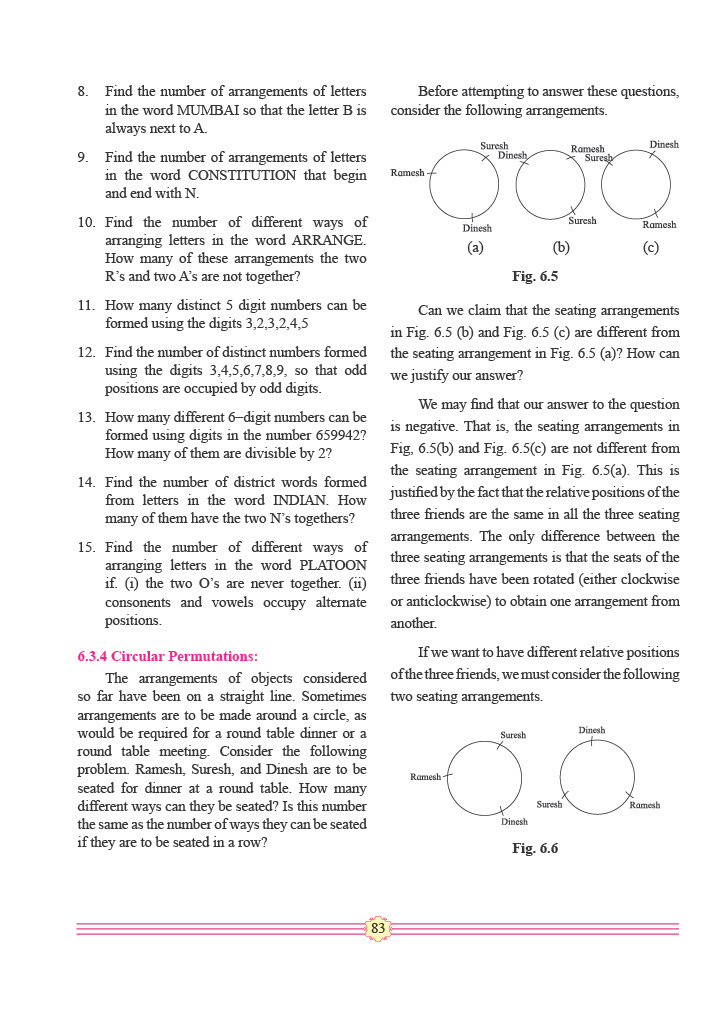 8. Find the number of arrangements of letters
in the word MUMBAI so that the letter B is
always next to A.
9. Find the number of arrangements of letters
in the word CONSTITUTION that begin
and end with N.
10. Find the number of different ways of
arranging letters in the word ARRANGE.
How many of these arrangements the two
R’s and two A’s are not together?
11. How many distinct 5 digit numbers can be
formed using the digits 3,2,3,2,4,5
12. Find the number of distinct numbers formed
using the digits 3,4,5,6,7,8,9, so that odd
positions are occupied by odd digits.
13. How many different 6–digit numbers can be
formed using digits in the number 659942?
How many of them are divisible by 2?
14. Find the number of district words formed
from letters in the word INDIAN. How
many of them have the two N’s togethers?
15. Find the number of different ways of
arranging letters in the word PLATOON
if. (i) the two O’s are never together. (ii)
consonents and vowels occupy alternate
positions.
6.3.4 Circular Permutations:
The arrangements of objects considered
so far have been on a straight line. Sometimes
arrangements are to be made around a circle, as
would be required for a round table dinner or a
round table meeting. Consider the following
problem. Ramesh, Suresh, and Dinesh are to be
seated for dinner at a round table. How many
different ways can they be seated? Is this number
the same as the number of ways they can be seated
if they are to be seated in a row?
Before attempting to answer these questions,
consider the following arrangements.
Suresh
Ramesh
Dinesh
(a)
Dinesh
Ramesh
Suresh
(b)
Suresh
Dinesh
Ramesh
(c)
Fig. 6.5
Can we claim that the seating arrangements
in Fig. 6.5 (b) and Fig. 6.5 (c) are different from
the seating arrangement in Fig. 6.5 (a)? How can
we justify our answer?
We may find that our answer to the question
is negative. That is, the seating arrangements in
Fig, 6.5(b) and Fig. 6.5(c) are not different from
the seating arrangement in Fig. 6.5(a). This is
justified by the fact that the relative positions of the
three friends are the same in all the three seating
arrangements. The only difference between the
three seating arrangements is that the seats of the
three friends have been rotated (either clockwise
or anticlockwise) to obtain one arrangement from
another.
If we want to have different relative positions
of the three friends, we must consider the following
two seating arrangements.
Suresh
Ramesh
Dinesh
Dinesh
Suresh
Ramesh
Fig. 6.6
83